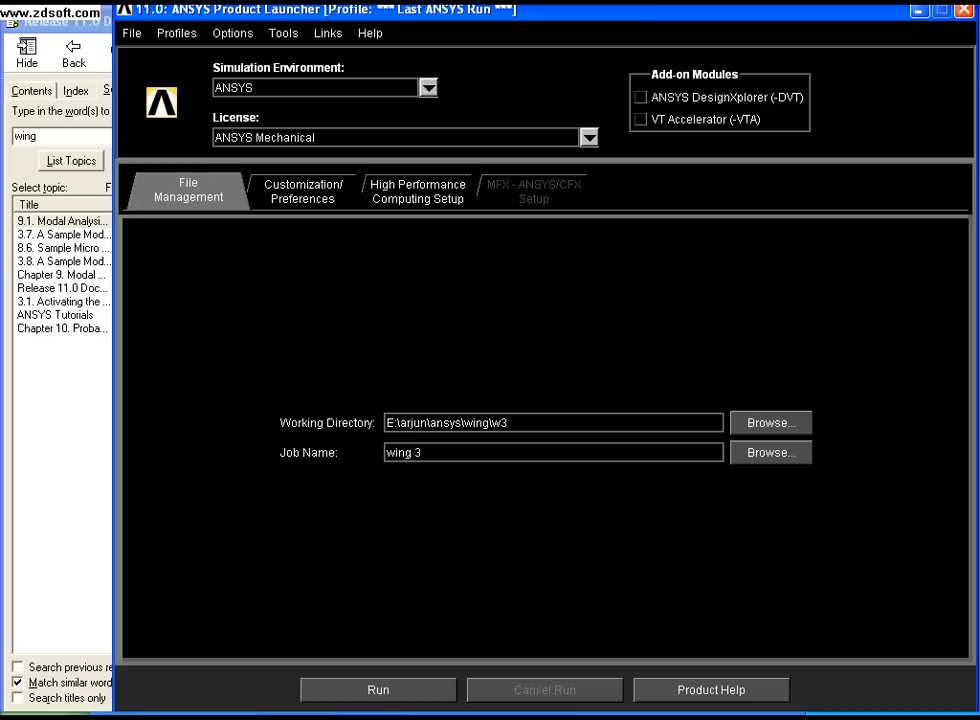 www.zdsoft.com
11.0: ANSYS Product Launcher [Profile: *** Last ANSYS Run ***]
Release 11.0 D
File Profiles Options Tools Links Help
Hide Back
Contents Index S
Type in the word(s) to
wing
List Topics
Select topic: F
Title
9.1. Modal Analysi...
3.7. A Sample Mod...
8.6. Sample Micro ...
3.8. A Sample Mod...
Chapter 9. Modal ...
Release 11.0 Doc...
3.1. Activating the ...
ANSYS Tutorials
Chapter 10. Proba...
Search previous re
Match similar word
Search titles only
Simulation Environment:
ANSYS
License:
ANSYS Mechanical
Add-on Modules
ANSYS DesignXplorer (-DVT)
VT Accelerator (-VTA)
File Management
Customization/ Preferences
High Performance Computing Setup
MFX - ANSYS/CFX Setup
Working Directory: E:\arjun\ansys\wing\w3 Browse...
Job Name: wing 3 Browse...
Run Cancel Run Product Help